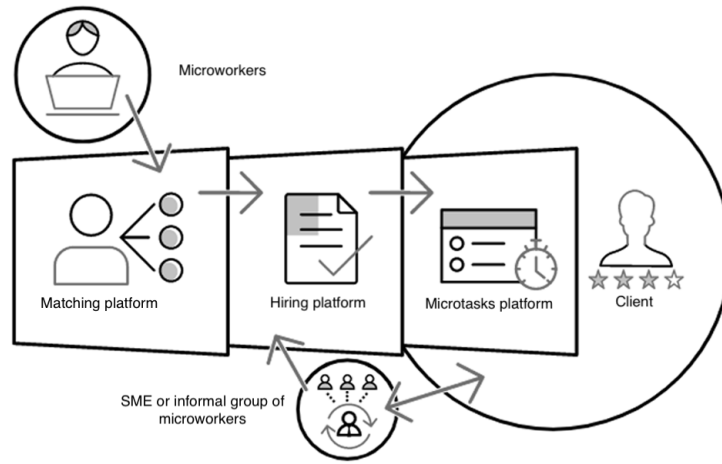 Microworkers
Matching platform
Hiring platform
Microtasks platform
Client
SME or informal group of
microworkers